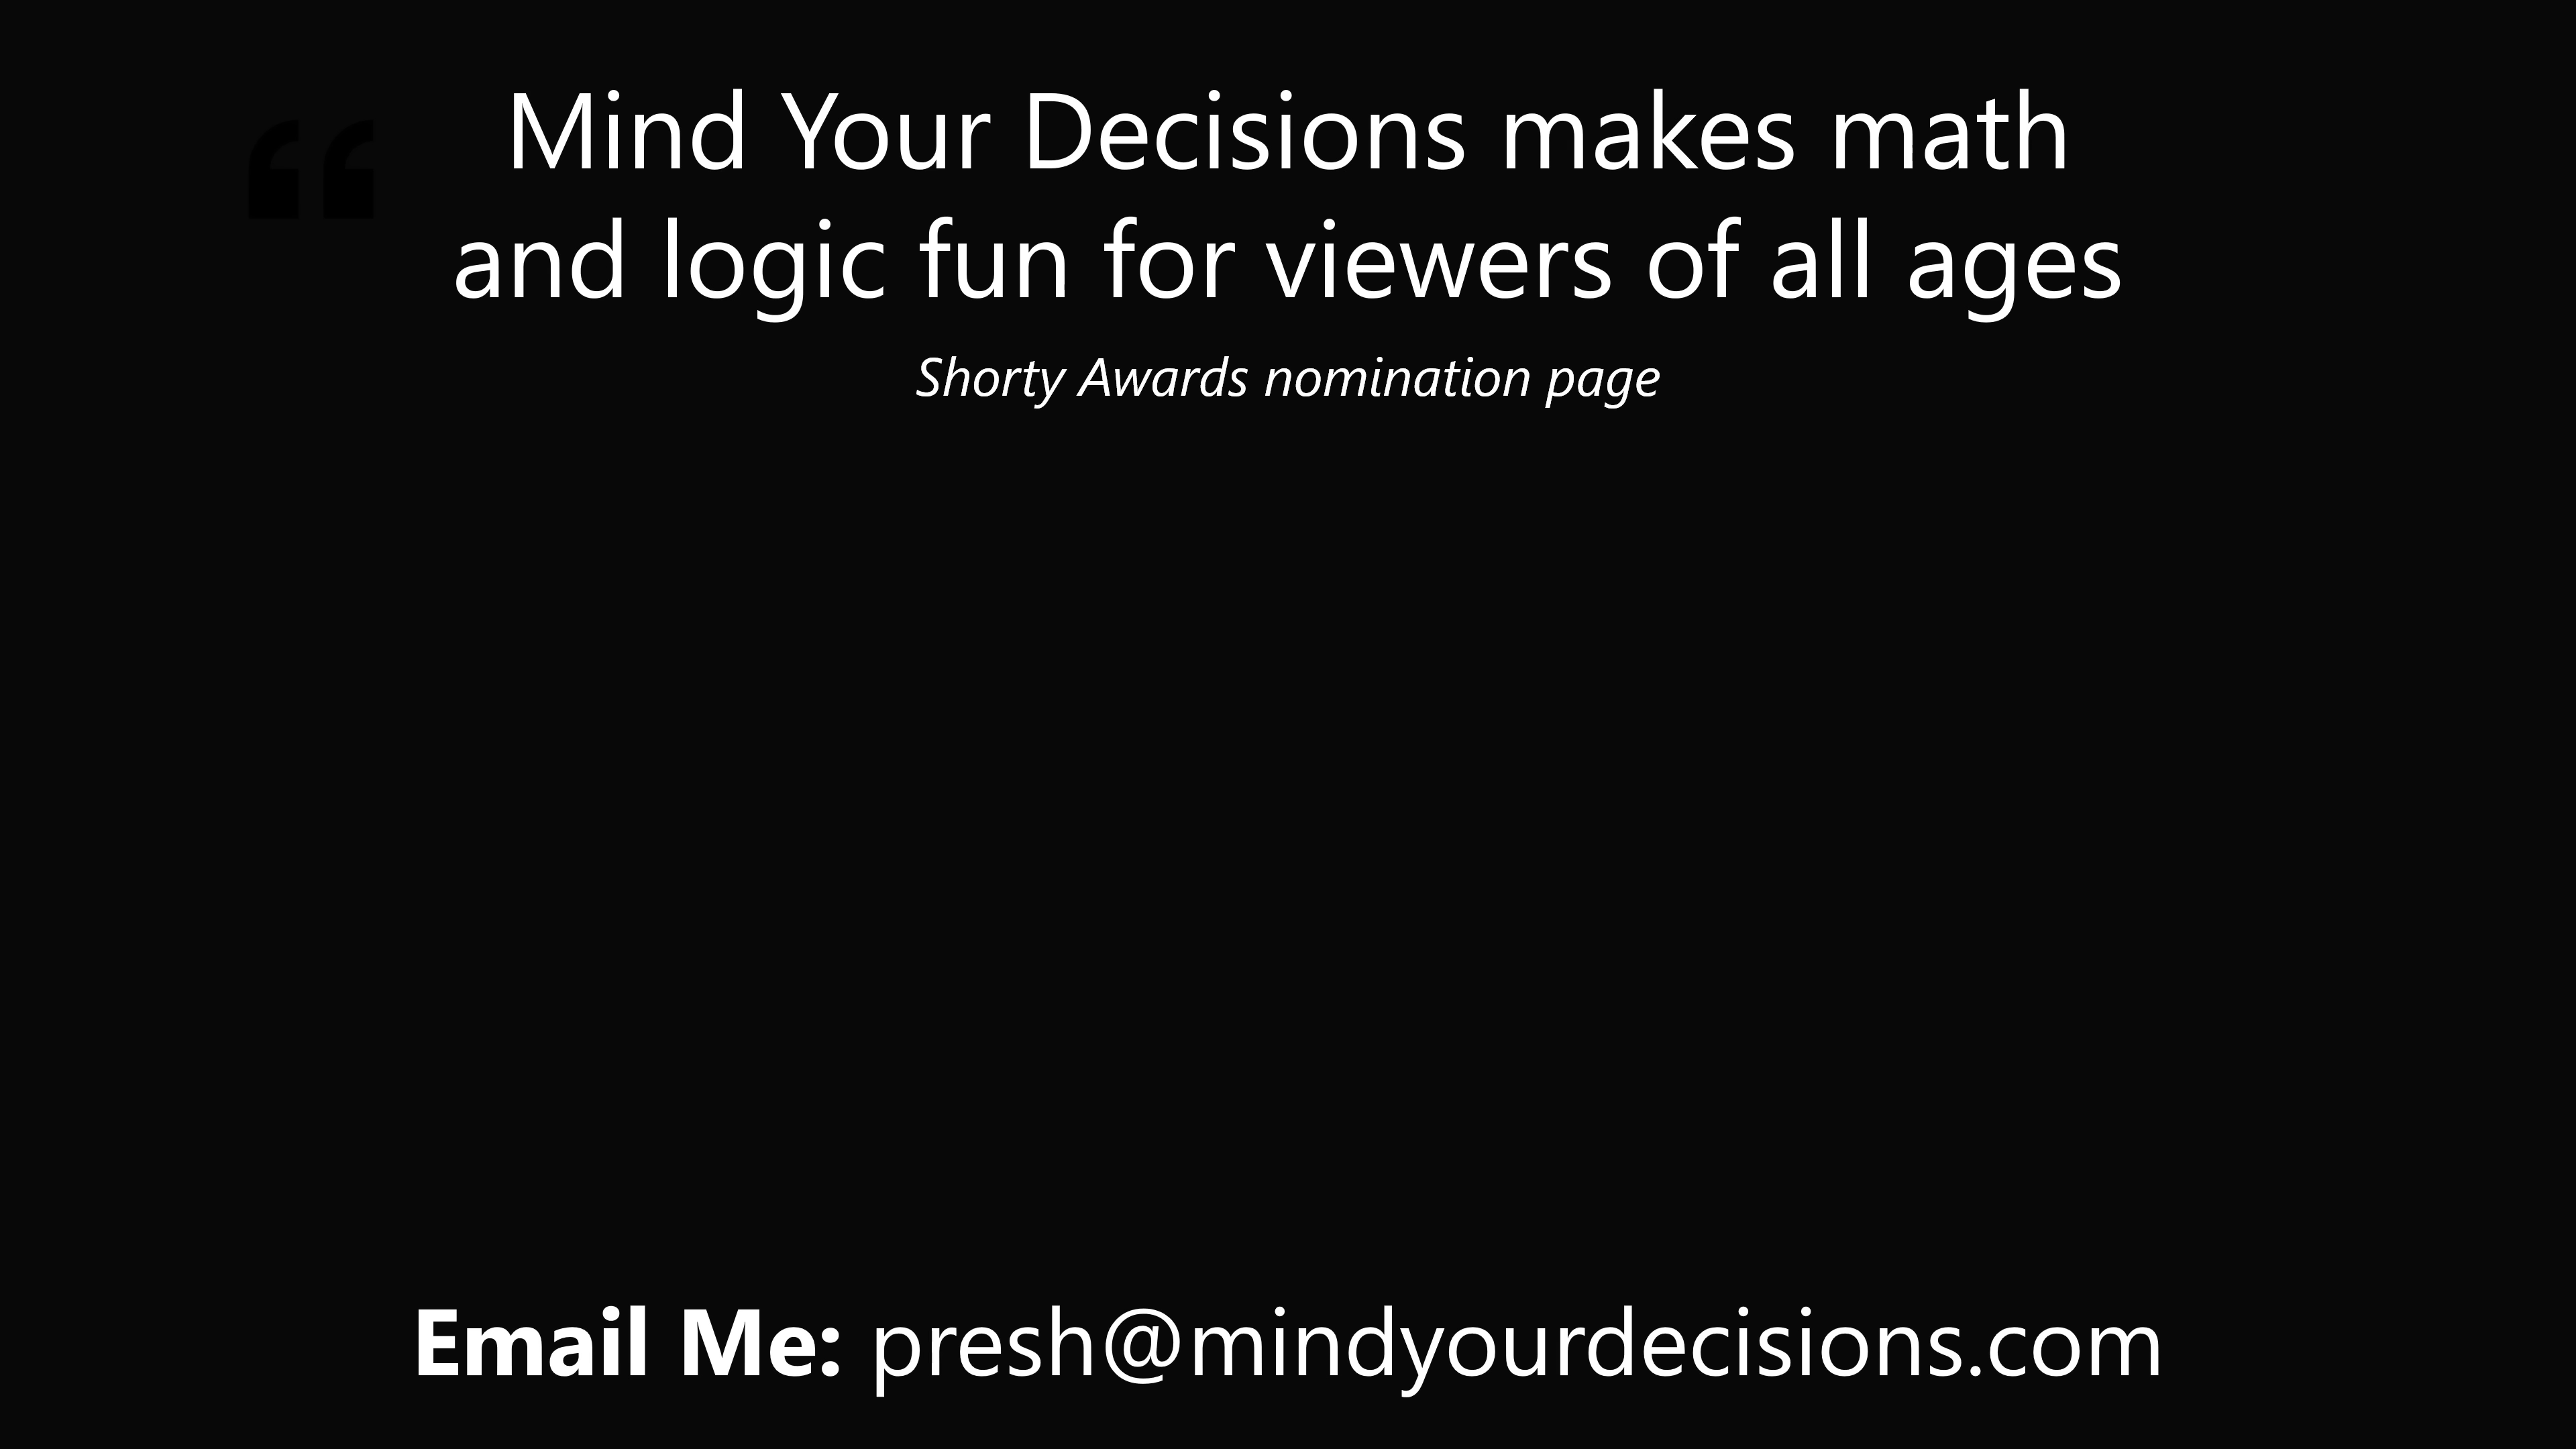 “
Mind Your Decisions makes math
and logic fun for viewers of all ages
Shorty Awards nomination page
Email Me: presh@mindyourdecisions.com